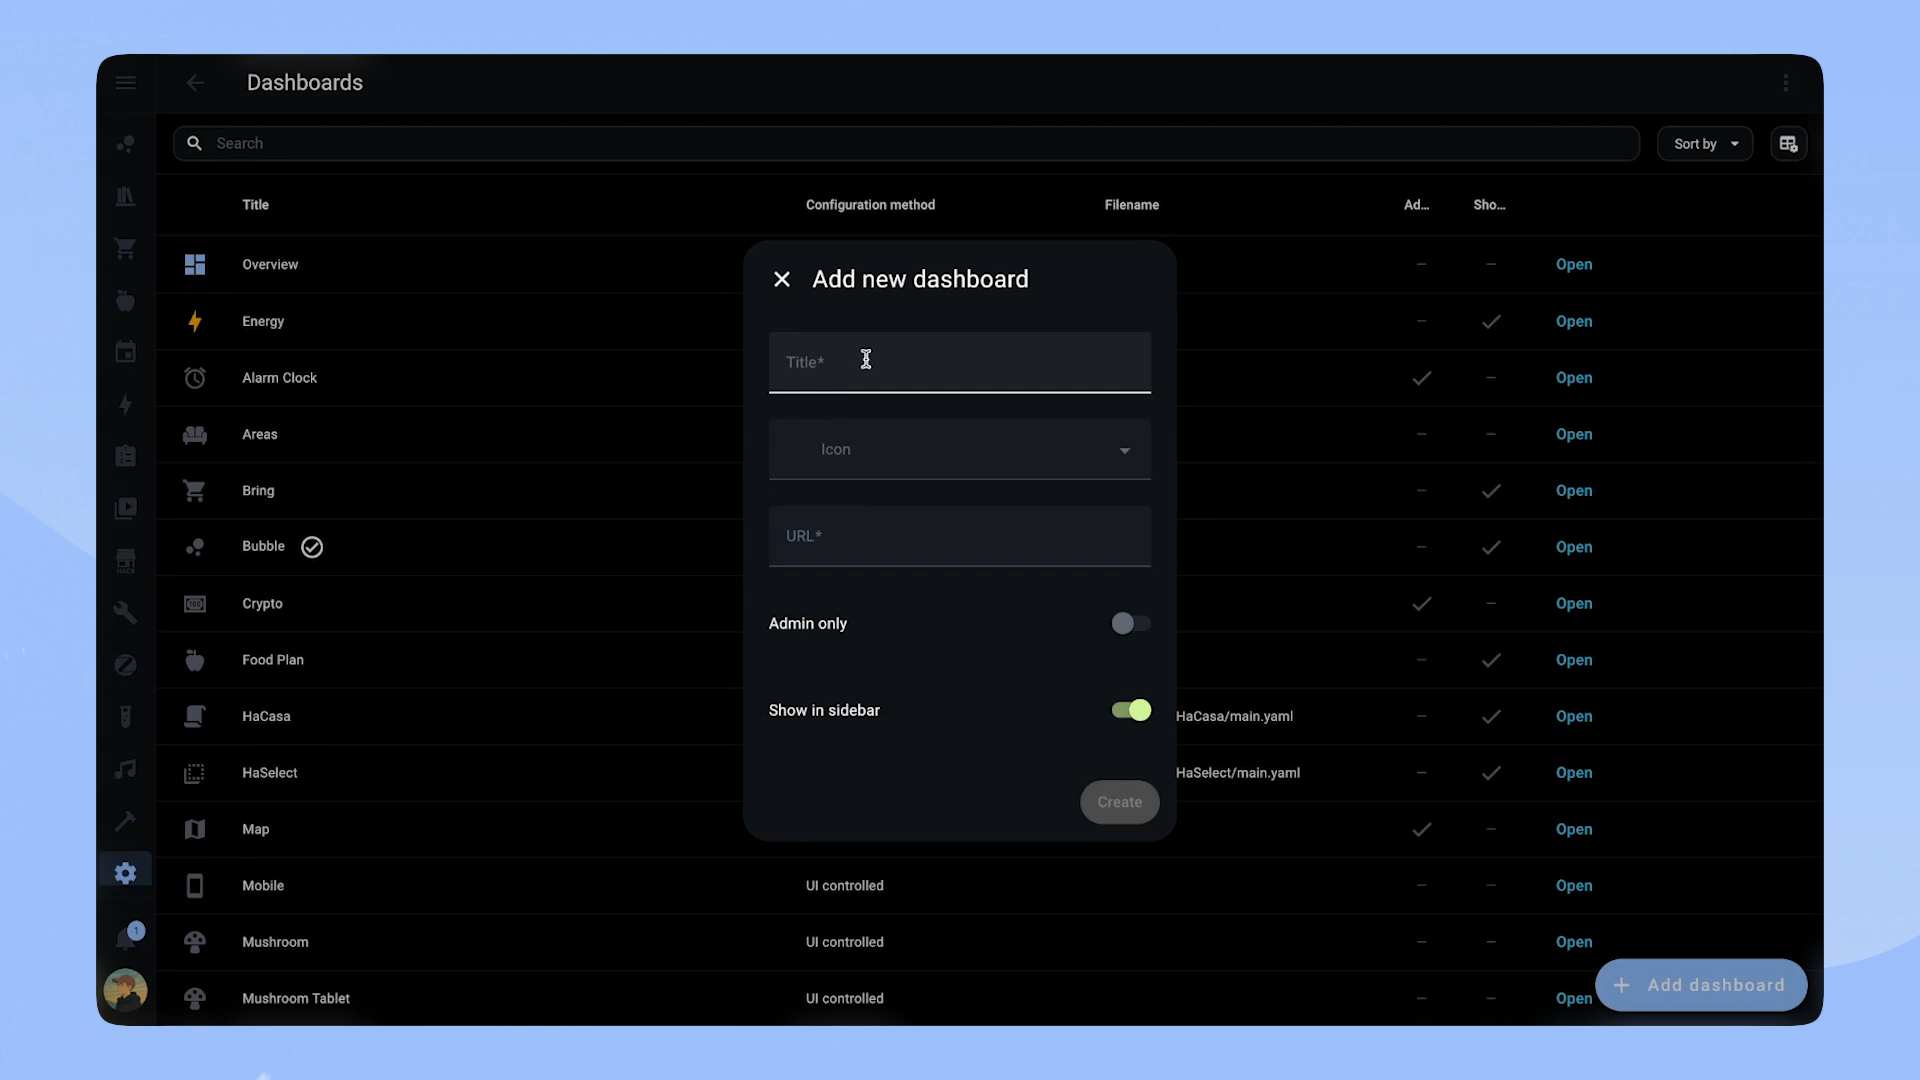 Dashboards
Search
Sort by
Title
Configuration method
Filename
Ad...
Sho...
Overview
Open
Add new dashboard
Energy
Open
Title*
Alarm Clock
Open
Areas
Open
Icon
Bring
Open
Bubble
Open
URL*
HACS
Crypto
Open
Admin only
Food Plan
Open
HaCasa
HaCasa/main.yaml
Open
Show in sidebar
HaSelect
HaSelect/main.yaml
Open
Create
Map
Open
Mobile
UI controlled
Open
1
Mushroom
UI controlled
Open
Add dashboard
Mushroom Tablet
UI controlled
Open